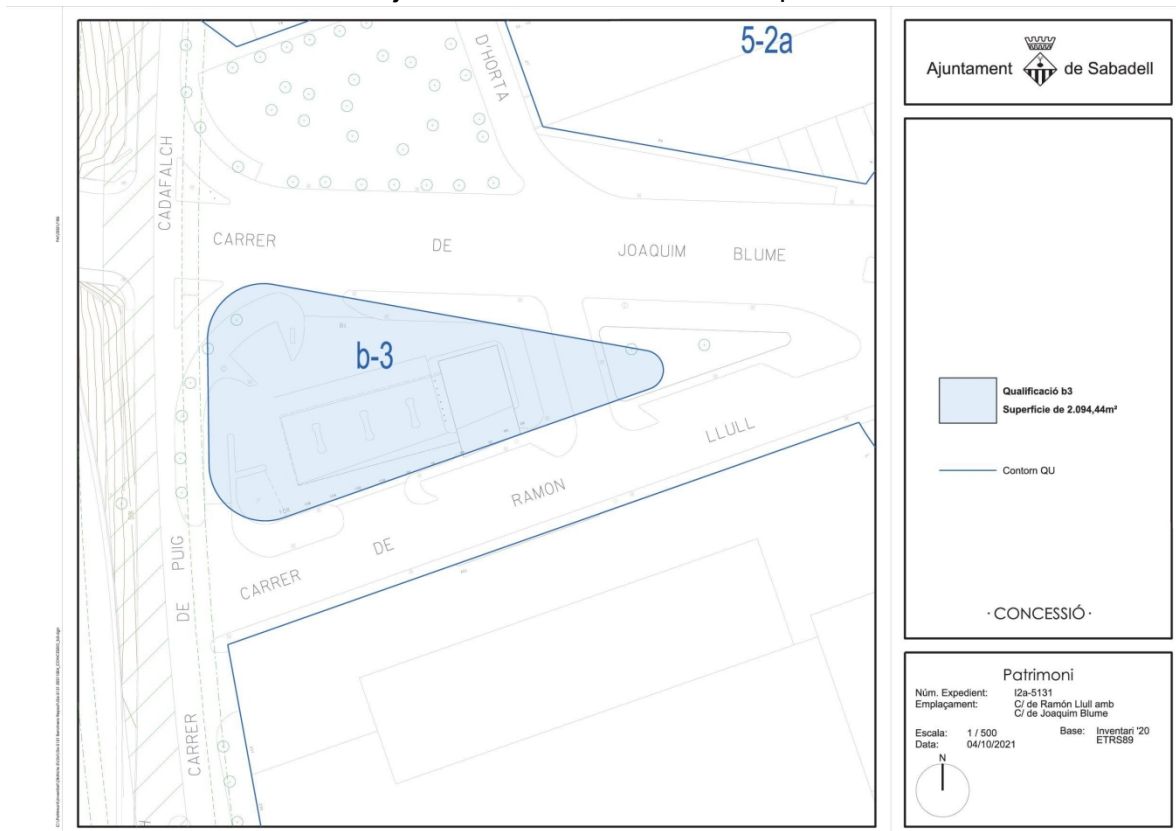 5-2a
D'HORTA
CADAFALCH
CARRER DE JOAQUIM BLUME
b-3
LLULL
RAMON
DE
CARRER
PUIG
DE
CARRER
Ajuntament de Sabadell
Qualificació b3
Superfície de 2.094,44m²
Contorn QU
· CONCESSIÓ ·
Patrimoni
Núm. Expedient: I2a-5131
Emplaçament: C/ de Ramón Llull amb
C/ de Joaquim Blume
Escala: 1 / 500 Base: Inventari '20
Data: 04/10/2021 ETRS89
N